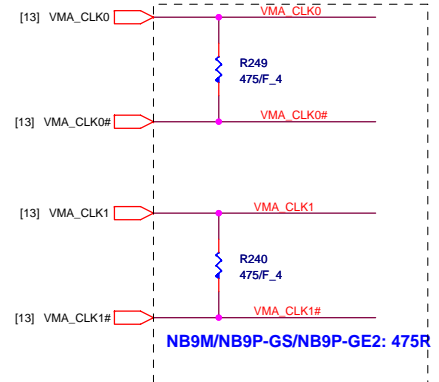 [13] VMA_CLK0 VMA_CLK0
R249
475/F_4
[13] VMA_CLK0# VMA_CLK0#
[13] VMA_CLK1 VMA_CLK1
R240
475/F_4
[13] VMA_CLK1# VMA_CLK1#
NB9M/NB9P-GS/NB9P-GE2: 475R